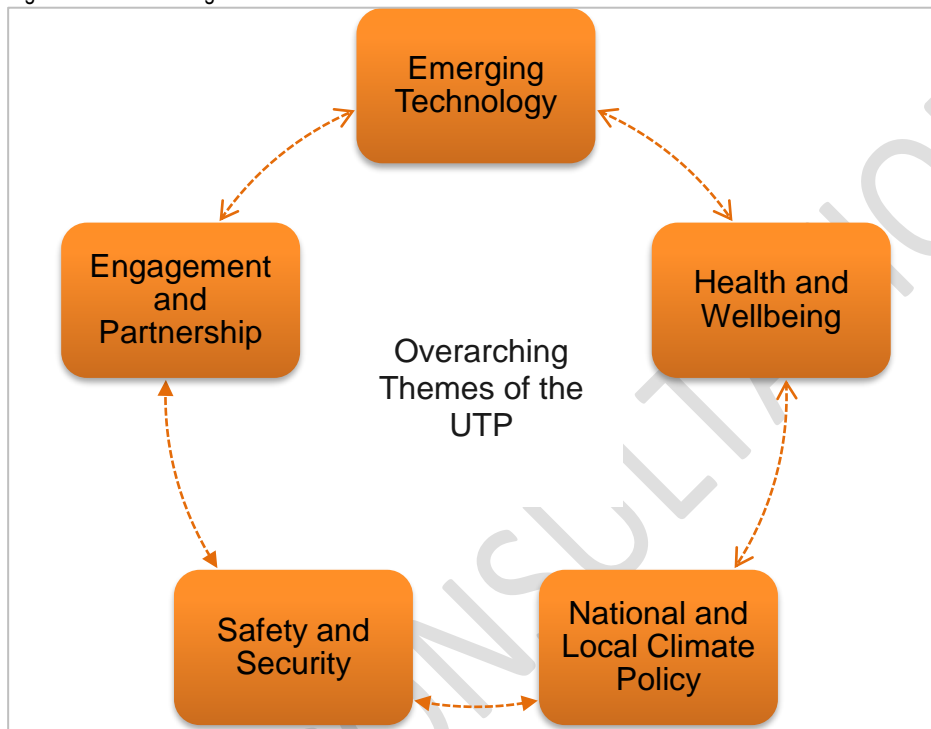 Emerging
Technology
Engagement
and
Partnership
Health and
Wellbeing
Overarching
Themes of the
UTP
Safety and
Security
National and
Local Climate
Policy